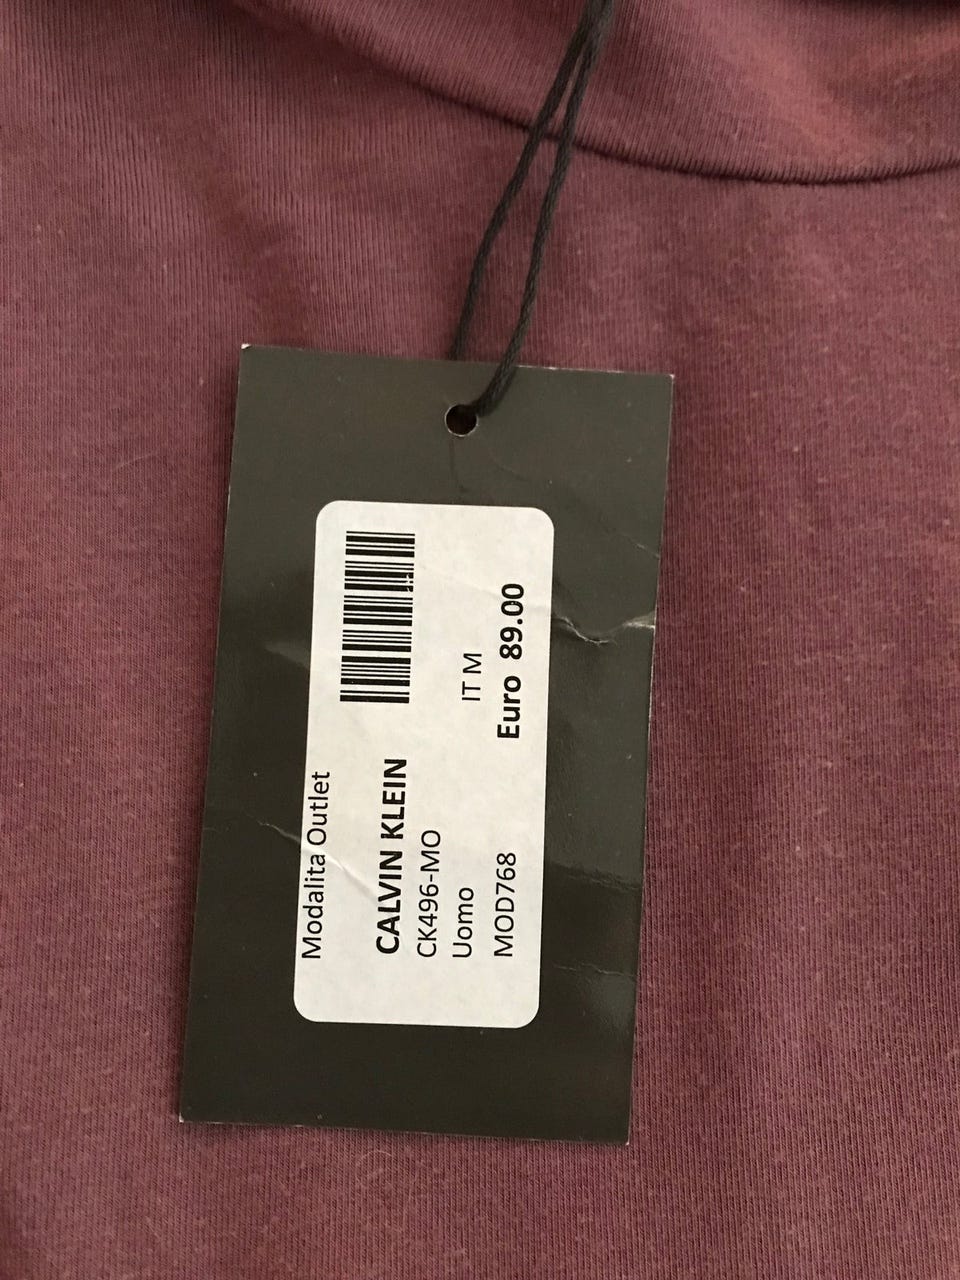 Modalita Outlet
CALVIN KLEIN
CK496-MO
Uomo
IT M
MOD768
Euro 89.00